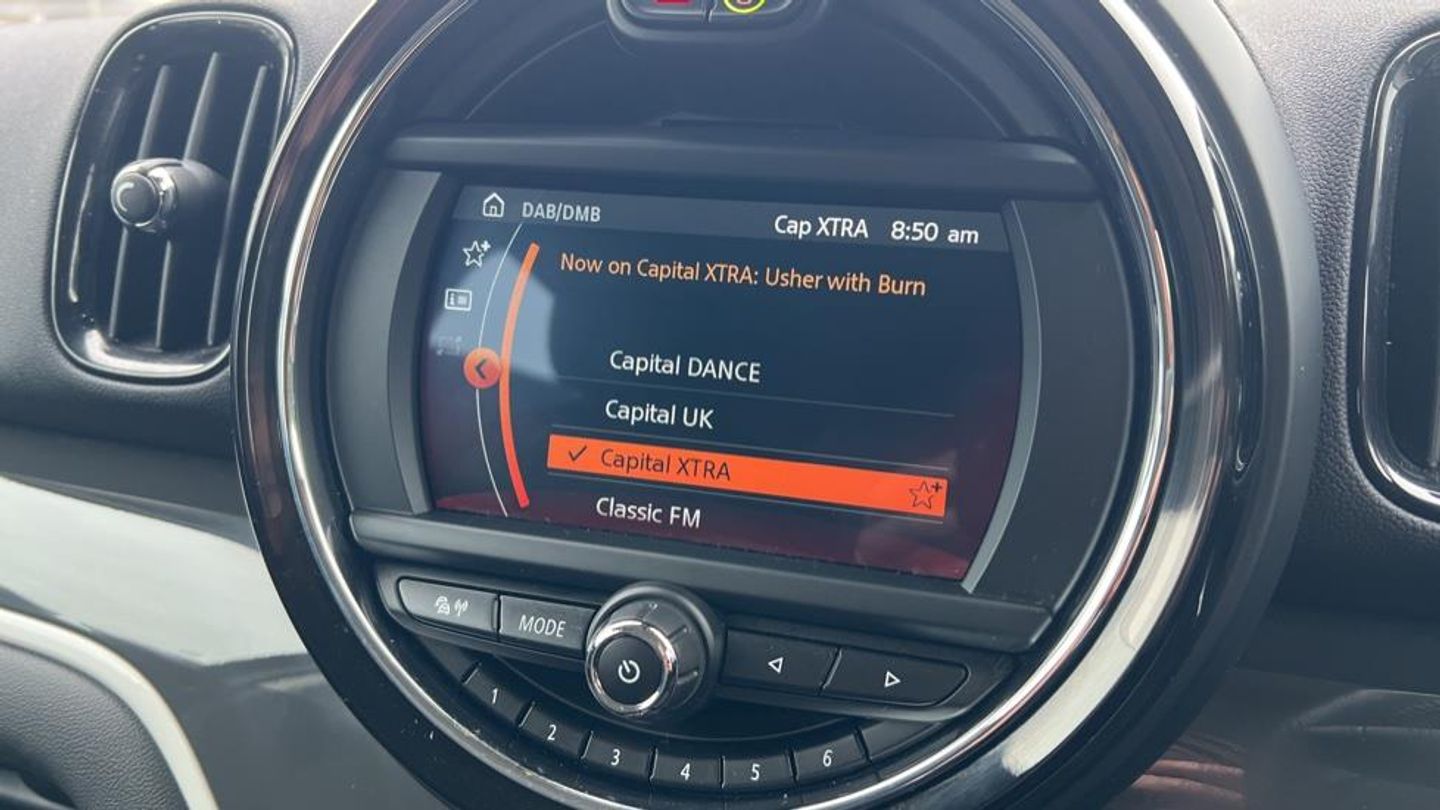 DAB/DMB Cap XTRA 8:50 am
Now on Capital XTRA: Usher with Burn
Capital DANCE
Capital UK
Capital XTRA
Classic FM
MODE
1 2 3 4 5 6